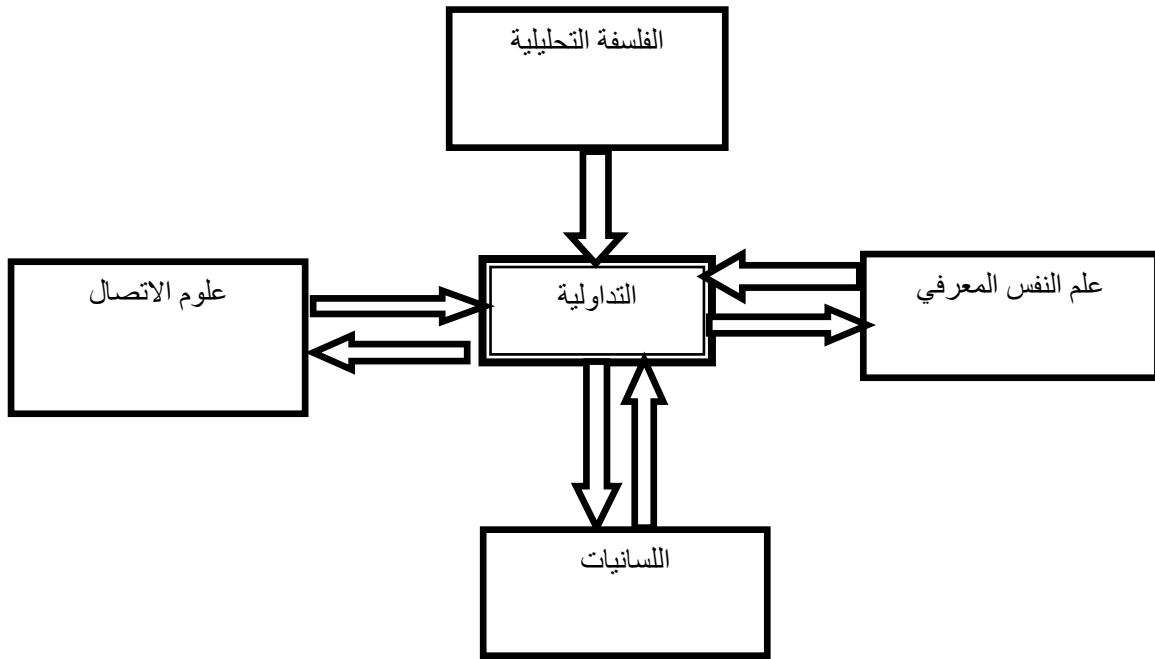 الفلسفة التحليلية
علم النفس المعرفي
التداولية
علوم الاتصال
اللسانيات